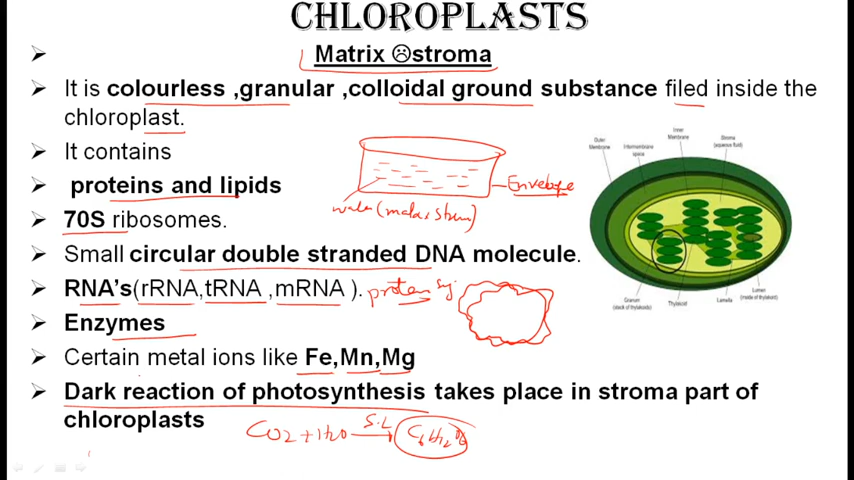 CHLOROPLASTS
Matrix ☹stroma
It is colourless ,granular ,colloidal ground substance filed inside the
chloroplast.
It contains
proteins and lipids
Envelope
70S ribosomes.
Small circular double stranded DNA molecule.
RNA's(rRNA,tRNA ,mRNA ).
Enzymes
Certain metal ions like Fe,Mn,Mg
Dark reaction of photosynthesis takes place in stroma part of
chloroplasts
CO2 + H2O → S.L C6H12O6
Outer
Membrane
Intermembrane
space
Inner
Membrane
Stroma
(aqueous fluid)
Granum
(stack of thylakoids)
Thylakoid
Lamella
Lumen
(inside of thylakoid)